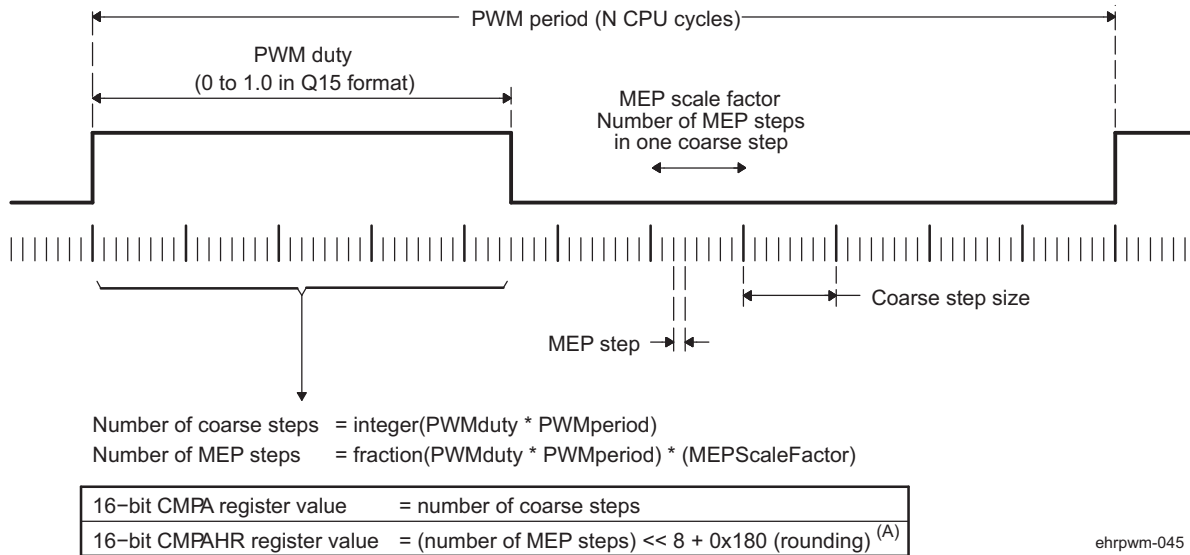 PWM period (N CPU cycles)
PWM duty
(0 to 1.0 in Q15 format)
MEP scale factor
Number of MEP steps
in one coarse step
Coarse step size
MEP step
Number of coarse steps = integer(PWMduty * PWMperiod)
Number of MEP steps = fraction(PWMduty * PWMperiod) * (MEPScaleFactor)
16−bit CMPA register value = number of coarse steps
16−bit CMPAHR register value = (number of MEP steps) << 8 + 0x180 (rounding) (A)
ehrpwm-045